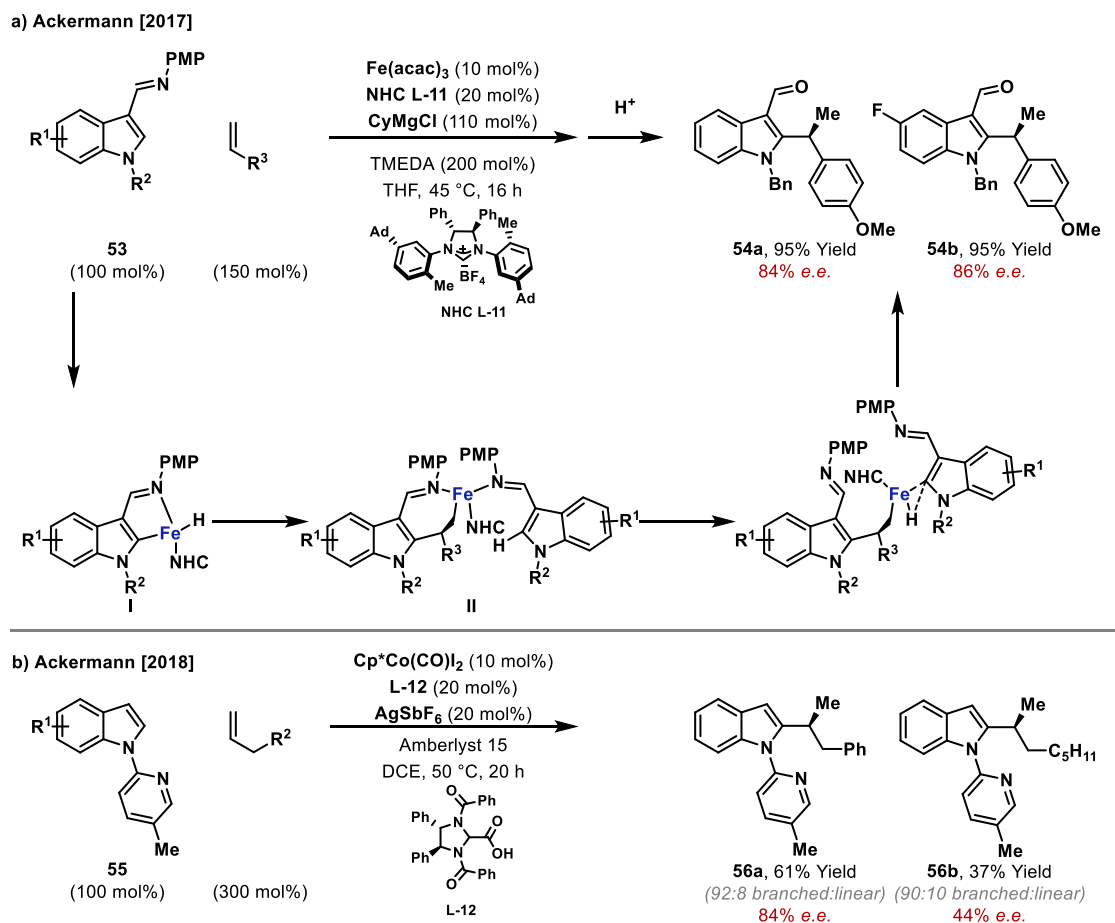 a) Ackermann [2017]
PMP
N
R¹
N
R²
R³
53
(100 mol%)
(150 mol%)
Fe(acac)₃ (10 mol%)
NHC L-11 (20 mol%)
CyMgCl (110 mol%)
TMEDA (200 mol%)
THF, 45 °C, 16 h
Ph
Ph
Me
Ad
N
+
N
BF₄
Me
Ad
NHC L-11
H⁺
O
Me
N
Bn
OMe
54a, 95% Yield
84% e.e.
O
F
Me
N
Bn
OMe
54b, 95% Yield
86% e.e.
PMP
N
H
Fe
R¹
NHC
N
R²
I
PMP
PMP
N
Fe
N
NHC
R¹
R³
H
R¹
N
R²
N
R²
II
PMP
N
PMP
N
NHC
Fe
R¹
H
N
R²
R¹
R³
N
R²
b) Ackermann [2018]
R¹
N
N
Me
R²
55
(100 mol%)
(300 mol%)
Cp*Co(CO)I₂ (10 mol%)
L-12 (20 mol%)
AgSbF₆ (20 mol%)
Amberlyst 15
DCE, 50 °C, 20 h
O
Ph
Ph
N
O
Ph
N
OH
O
Ph
L-12
Me
N
Ph
N
Me
56a, 61% Yield
(92:8 branched:linear)
84% e.e.
Me
N
C₅H₁₁
N
Me
56b, 37% Yield
(90:10 branched:linear)
44% e.e.